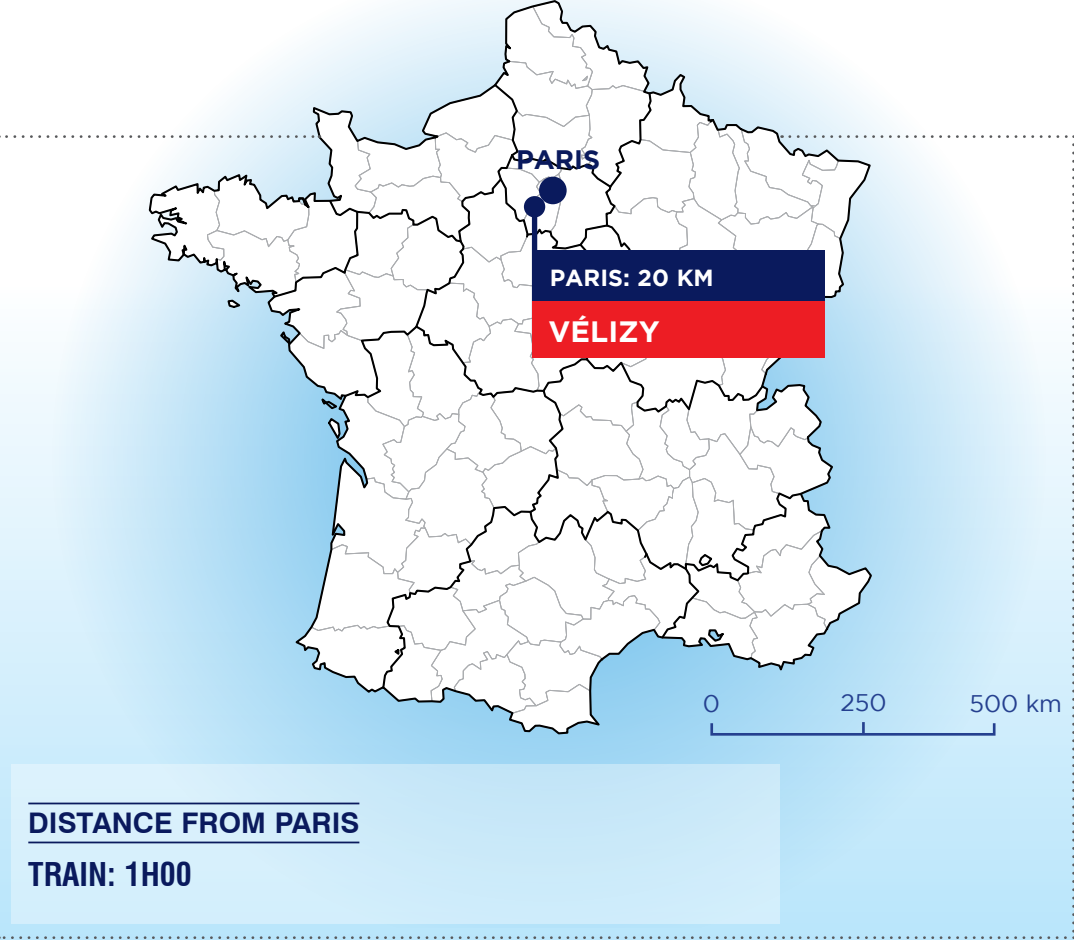 PARIS
PARIS: 20 KM
VÉLIZY
0 250 500 km
DISTANCE FROM PARIS
TRAIN: 1H00